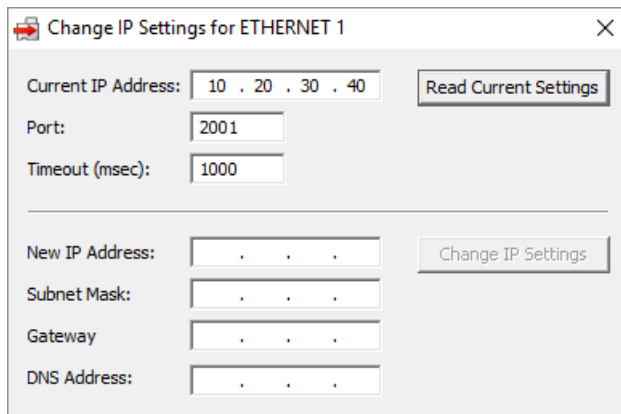 Change IP Settings for ETHERNET 1
Current IP Address: 10 . 20 . 30 . 40 Read Current Settings
Port: 2001
Timeout (msec): 1000
New IP Address: . . . Change IP Settings
Subnet Mask: . . .
Gateway . . .
DNS Address: . . .